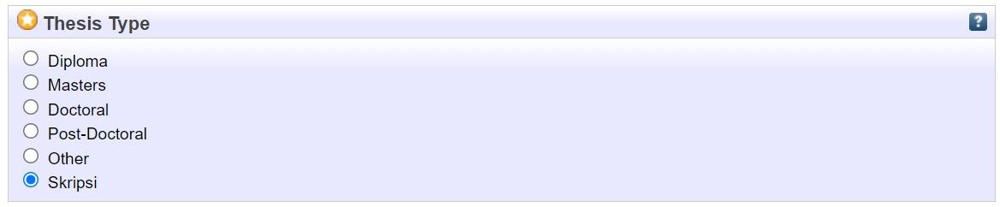 Thesis Type
?
Diploma
Masters
Doctoral
Post-Doctoral
Other
Skripsi